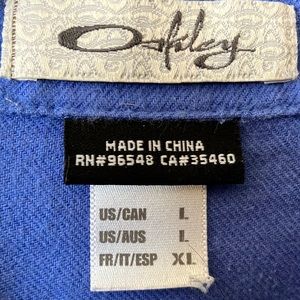 Oakley
MADE IN CHINA
RN#96548 CA#35460
US/CAN L
US/AUS L
FR/IT/ESP XL